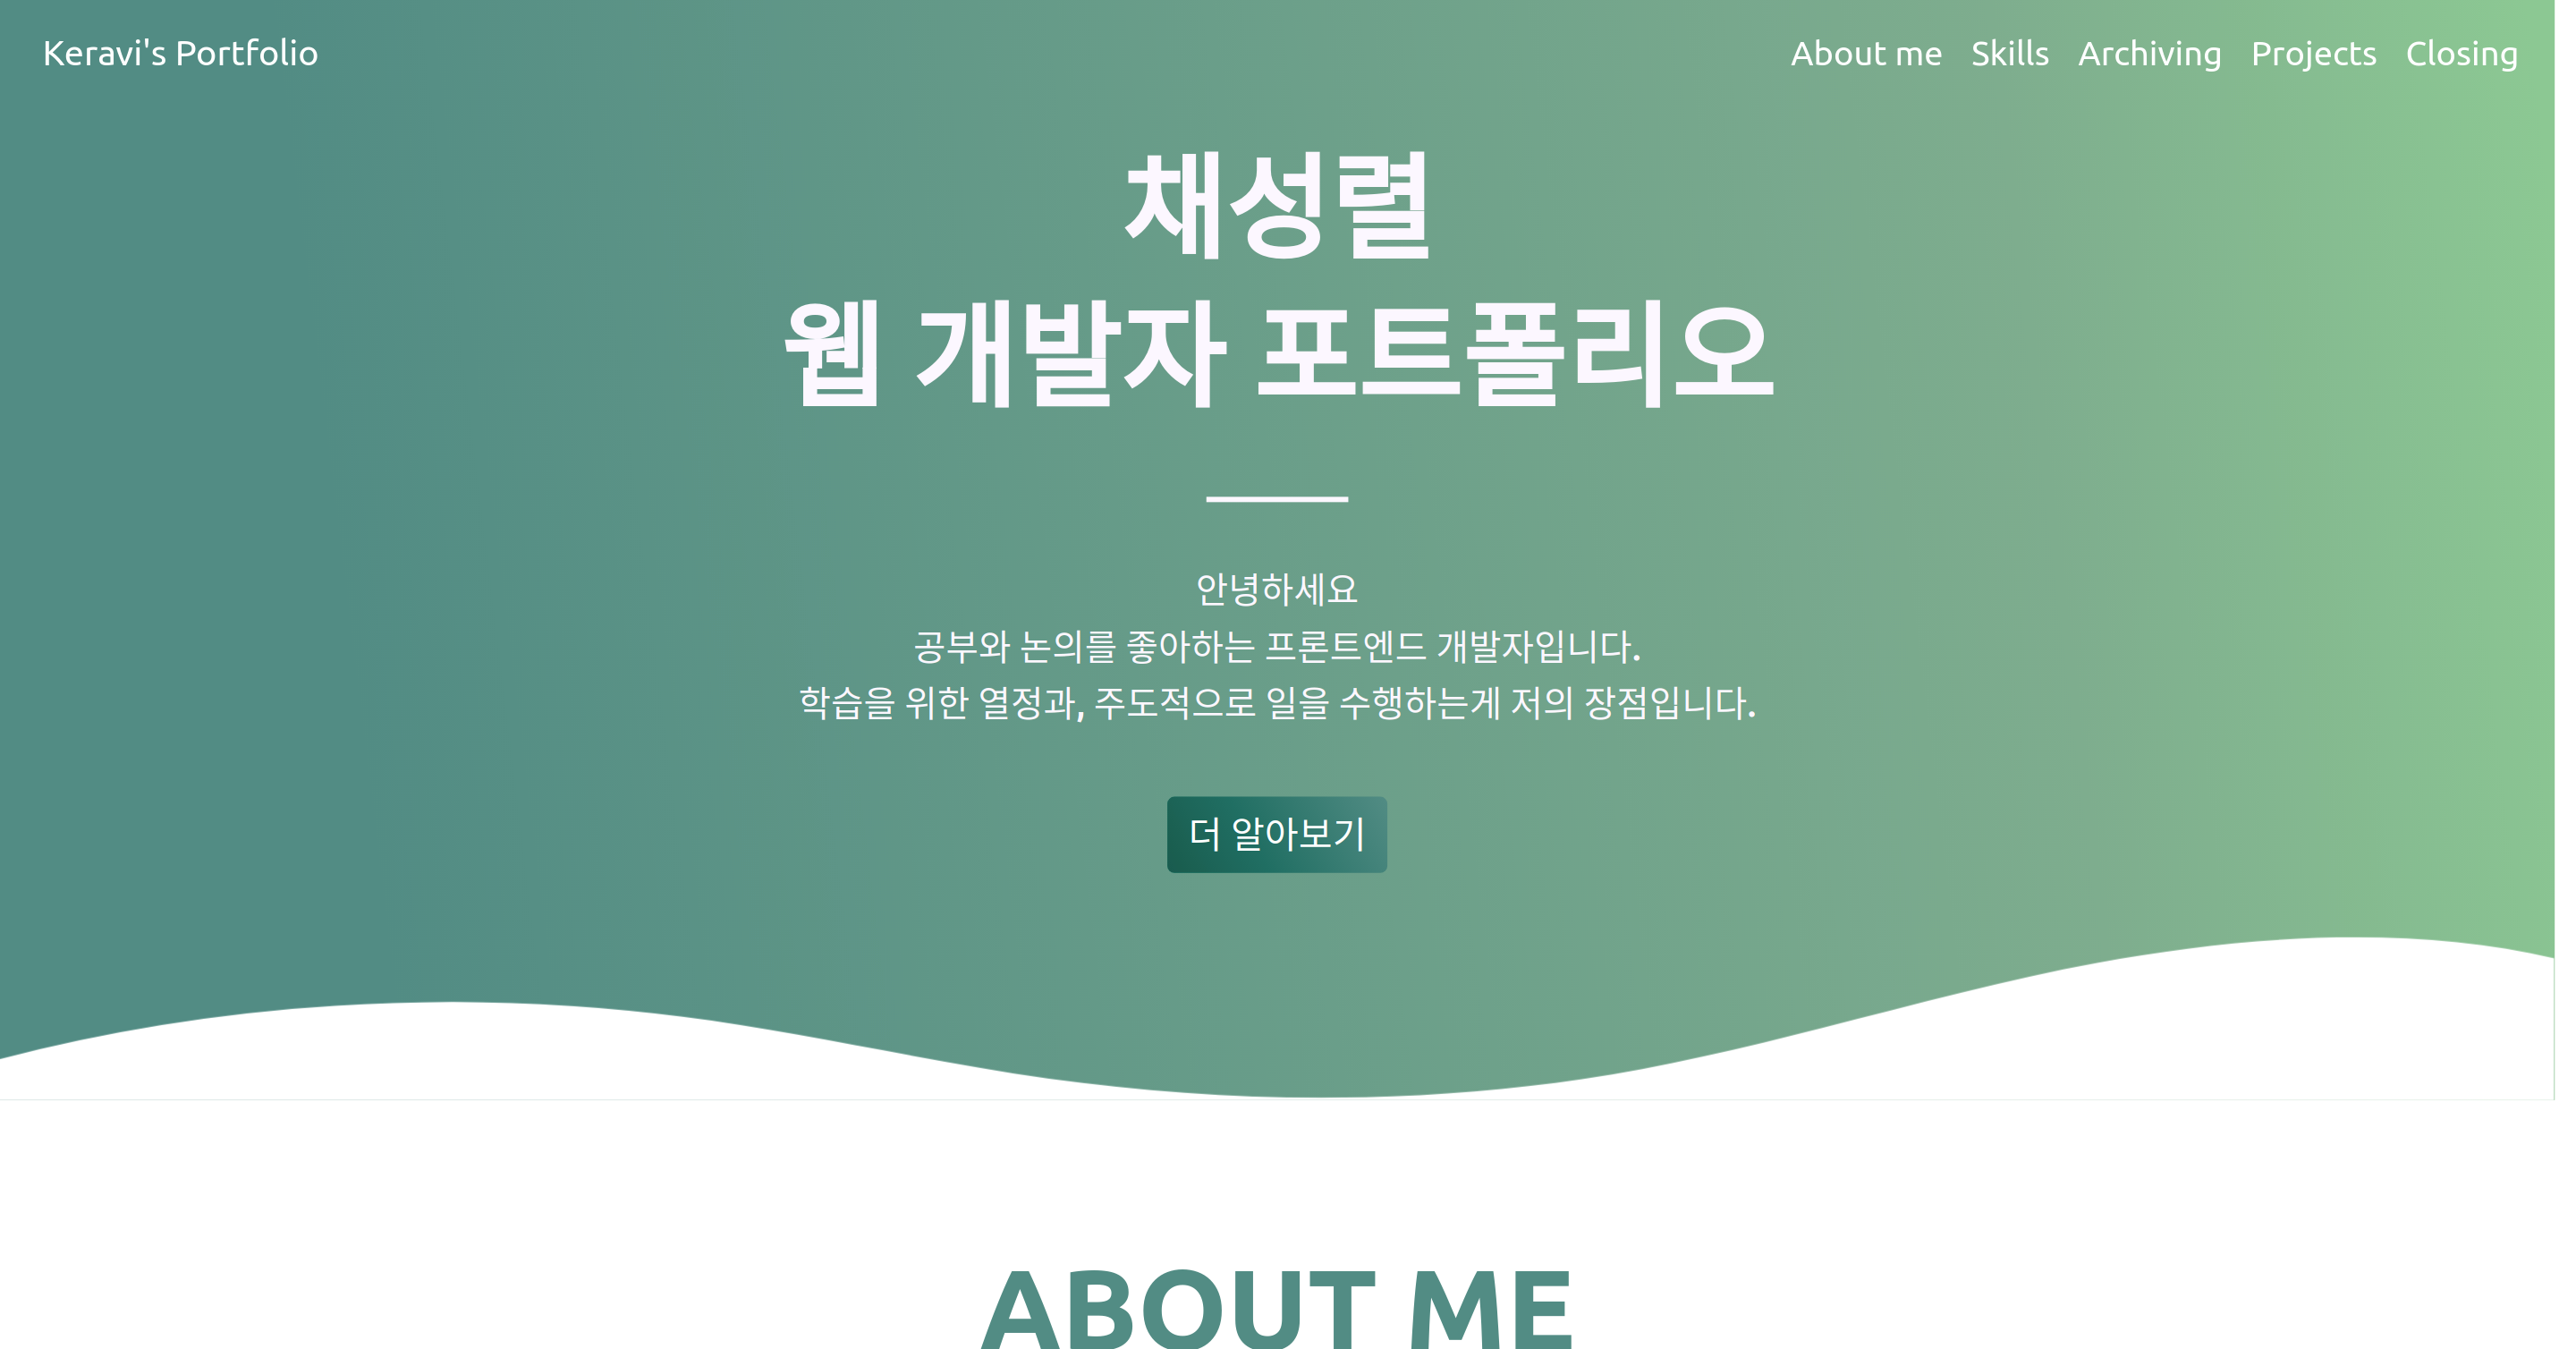 Keravi's Portfolio
About me Skills Archiving Projects Closing
채성렬
웹 개발자 포트폴리오
안녕하세요
공부와 논의를 좋아하는 프론트엔드 개발자입니다.
학습을 위한 열정과, 주도적으로 일을 수행하는게 저의 장점입니다.
더 알아보기
ABOUT ME